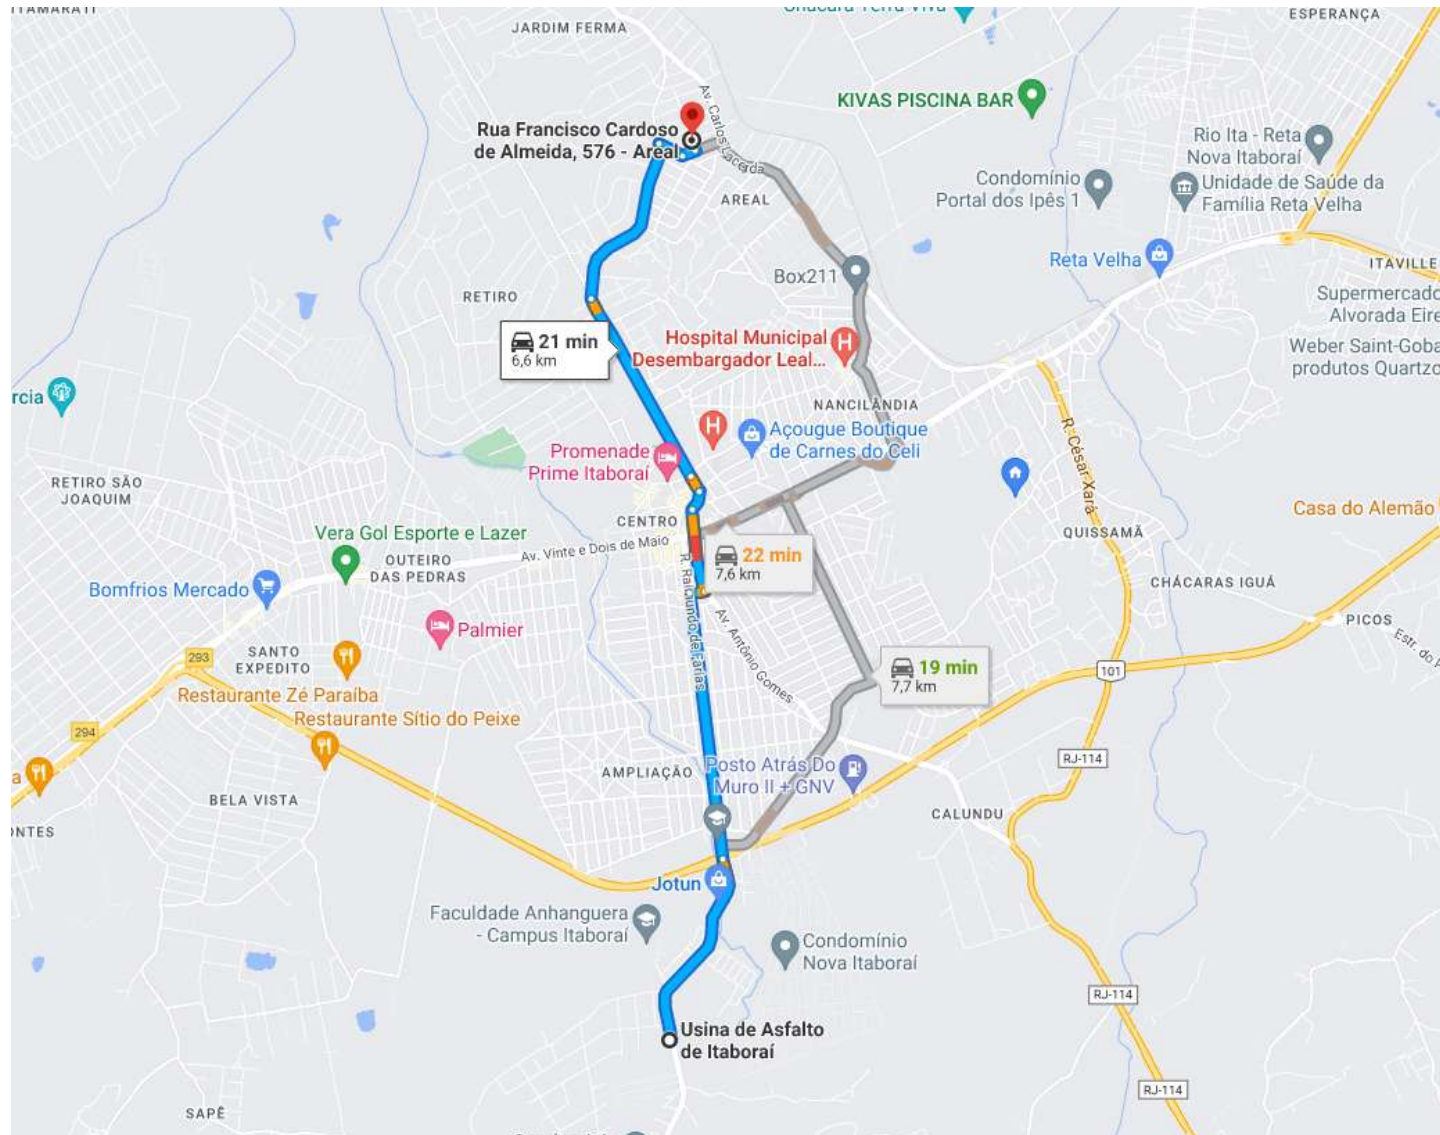 ITAMARATI
JARDIM FERMA
ESPERANÇA
KIVAS PISCINA BAR
Av. Carlos Lacerda
Rua Francisco Cardoso
de Almeida, 576 - Areal
Rio Ita - Reta
Nova Itaboraí
Condomínio
Portal dos Ipês 1
Unidade de Saúde da
Família Reta Velha
AREAL
Reta Velha
ITAVILLE
Box211
RETIRO
Supermercado
Alvorada Eire
21 min
6,6 km
Hospital Municipal
Desembargador Leal...
Weber Saint-Goba
produtos Quartzo
rcia
NANCILÂNDIA
Açougue Boutique
de Carnes do Celi
R. César Xará
Promenade
Prime Itaboraí
RETIRO SÃO
JOAQUIM
CENTRO
Casa do Alemão
Vera Gol Esporte e Lazer
QUISSAMÃ
Av. Vinte e Dois de Maio
OUTEIRO
DAS PEDRAS
22 min
7,6 km
Bomfrios Mercado
CHÁCARAS IGUÁ
R. Raimundo de Farias
Av. Antônio Gomes
PICOS
Palmier
293
SANTO
EXPEDITO
19 min
7,7 km
101
Restaurante Zé Paraíba
Restaurante Sítio do Peixe
294
RJ-114
AMPLIAÇÃO
Posto Atrás Do
Muro II + GNV
a
BELA VISTA
CALUNDU
ONTES
Jotun
Faculdade Anhanguera
- Campus Itaboraí
Condomínio
Nova Itaboraí
RJ-114
Usina de Asfalto
de Itaboraí
RJ-114
SAPÊ